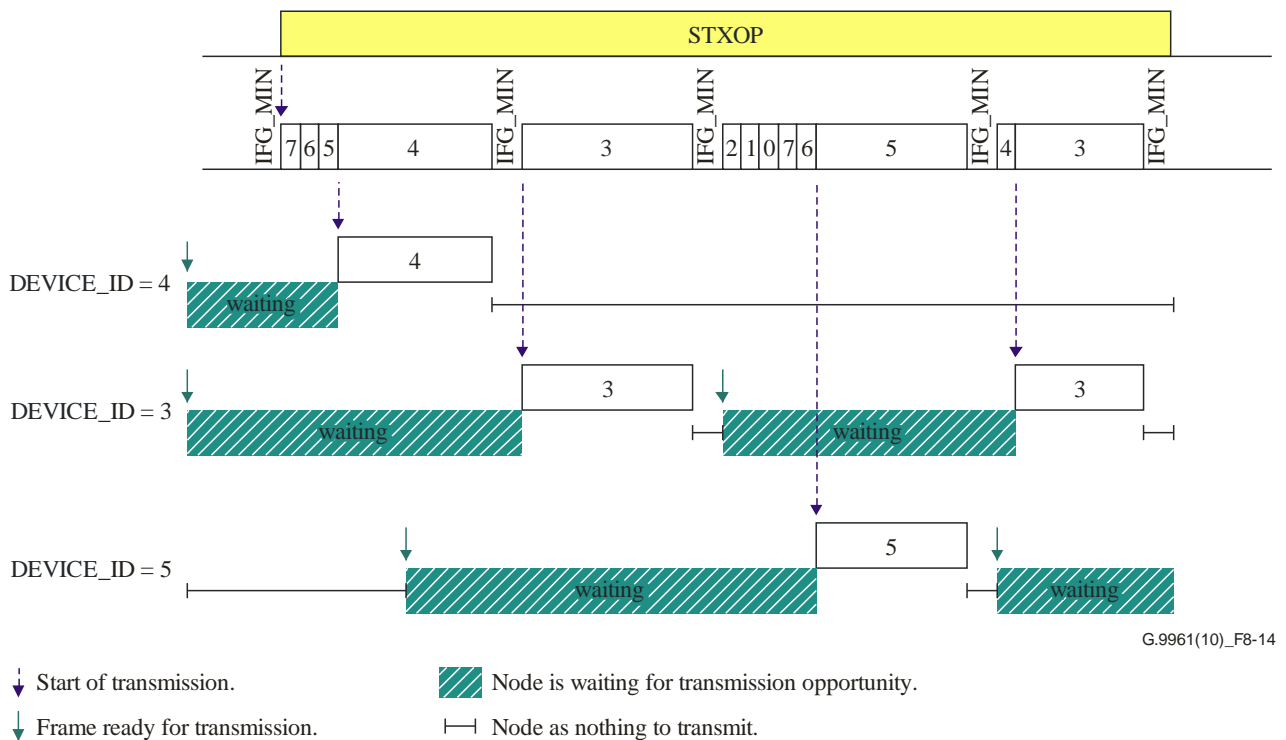 STXOP
IFG_MIN IFG_MIN IFG_MIN IFG_MIN IFG_MIN
7 6 5 4 3 2 1 0 7 6 5 4 3
4
DEVICE_ID = 4
waiting
3 3
DEVICE_ID = 3
waiting waiting
5
DEVICE_ID = 5
waiting waiting
G.9961(10)_F8-14
Start of transmission. Node is waiting for transmission opportunity.
Frame ready for transmission. Node as nothing to transmit.